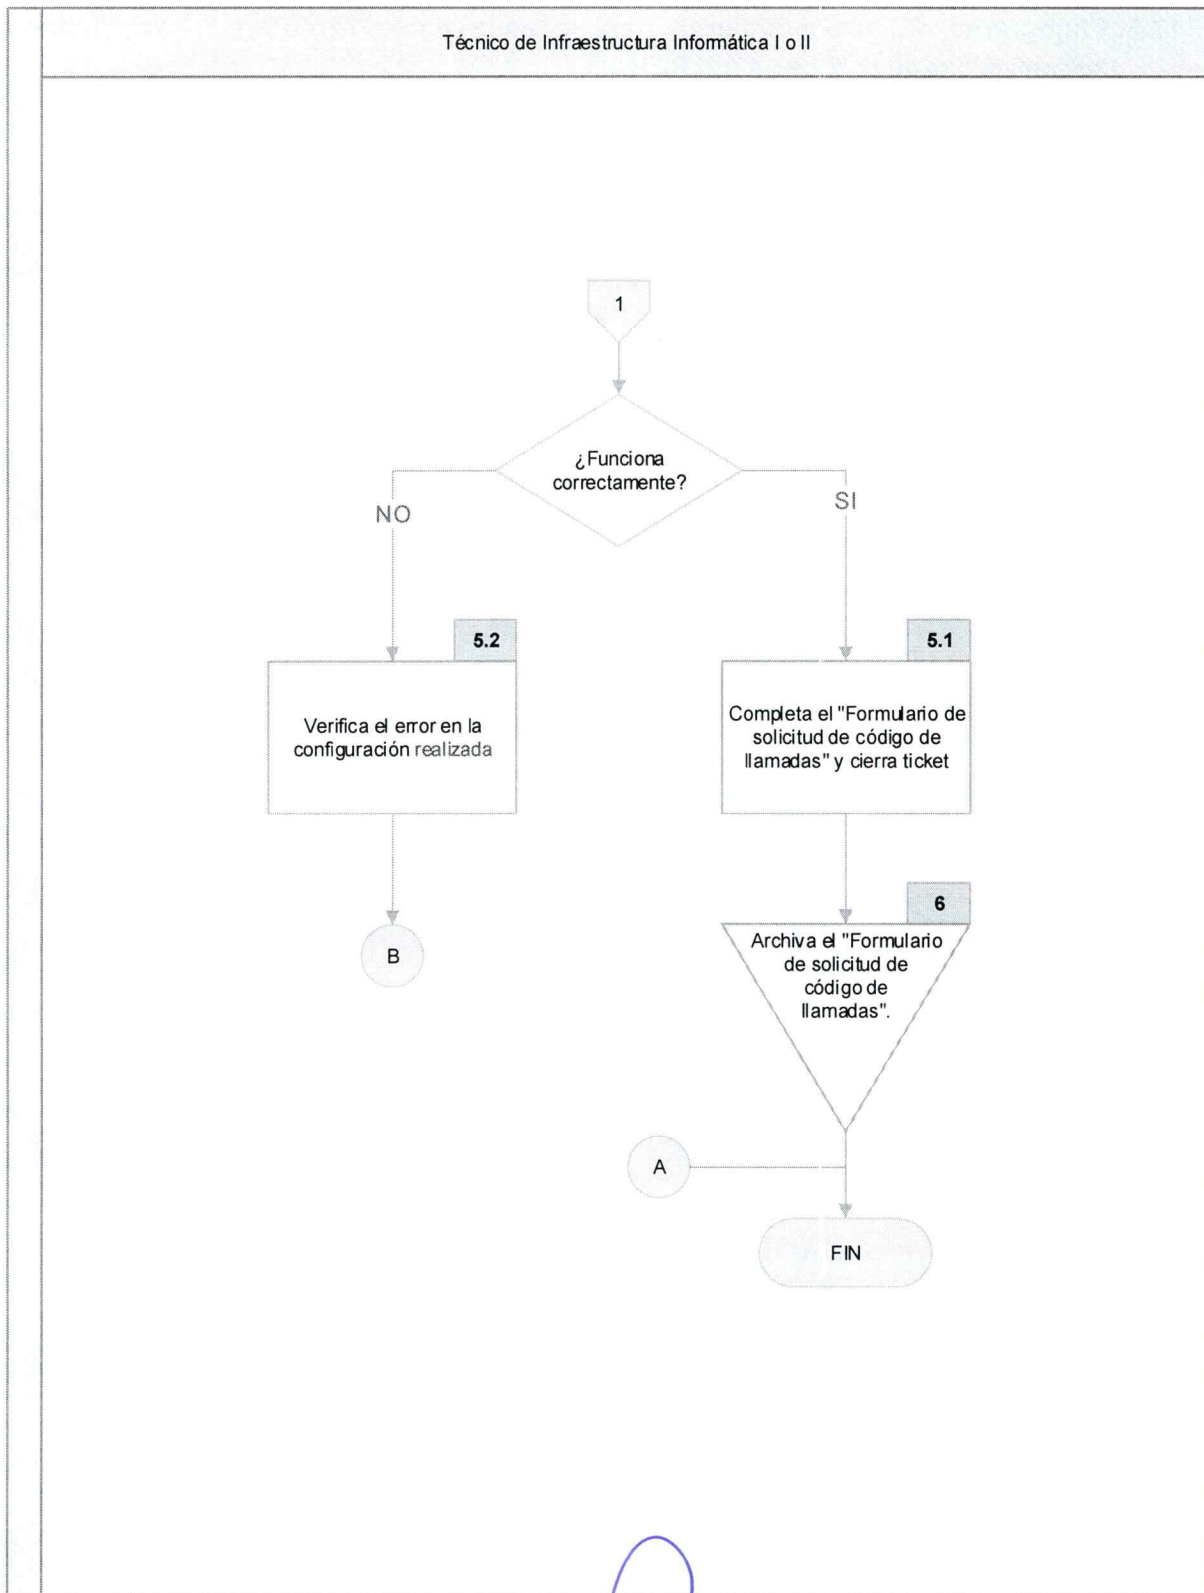 Técnico de Infraestructura Informática I o II
1
¿Funciona
correctamente?
NO
SI
5.2
Verifica el error en la
configuración realizada
5.1
Completa el "Formulario de
solicitud de código de
llamadas" y cierra ticket
B
6
Archiva el "Formulario
de solicitud de
código de
llamadas".
A
FIN